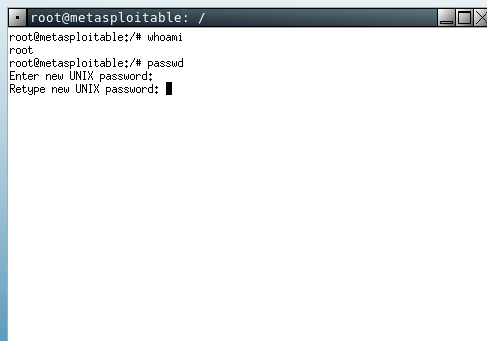 root@metasploitable: /
root@metasploitable:/# whoami
root
root@metasploitable:/# passwd
Enter new UNIX password:
Retype new UNIX password: